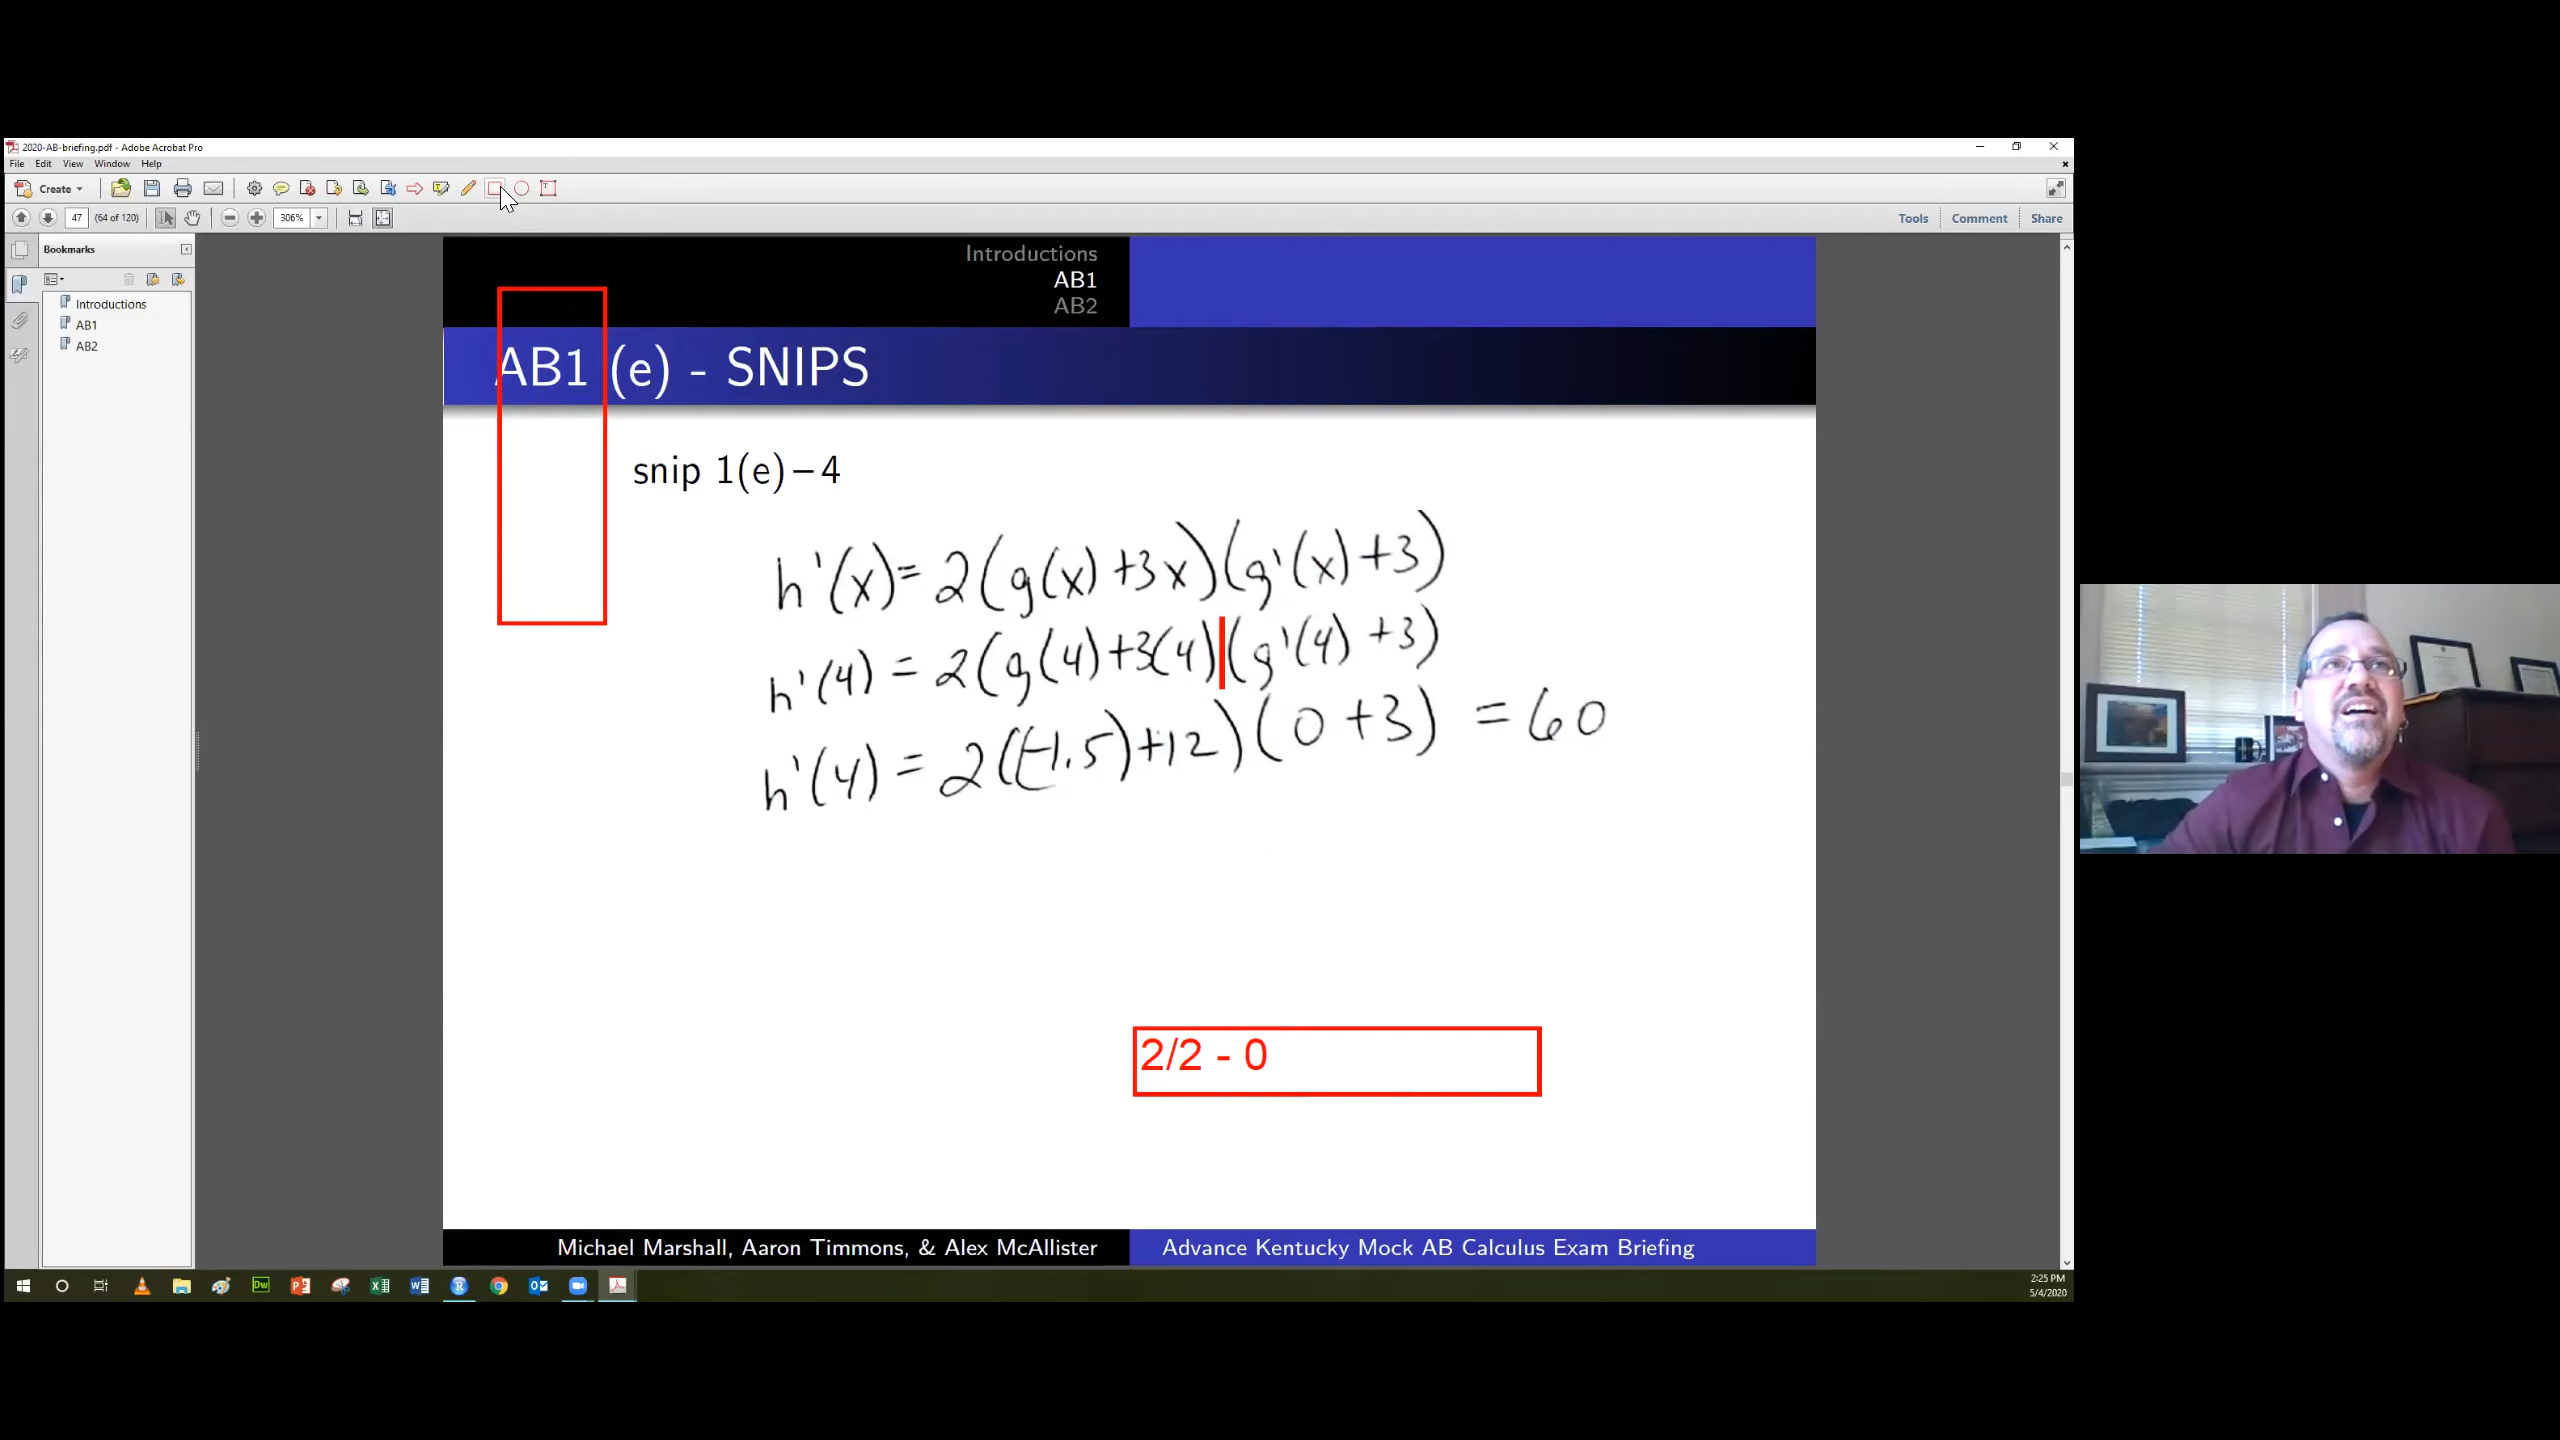 2020-AB-briefing.pdf - Adobe Acrobat Pro
File Edit View Window Help
Create
47 (64 of 120) 306% Tools Comment Share
Bookmarks
Introductions
AB1
AB2
Introductions
AB1
AB2
AB1 (e) - SNIPS
snip 1(e)–4
h'(x) = 2(g(x) +3x)(g'(x) +3)
h'(4) = 2(g(4)+3(4)(g'(4) +3)
h'(4) = 2((-1.5)+12)(0+3) = 60
2/2 - 0
Michael Marshall, Aaron Timmons, & Alex McAllister Advance Kentucky Mock AB Calculus Exam Briefing
2:25 PM
5/4/2020